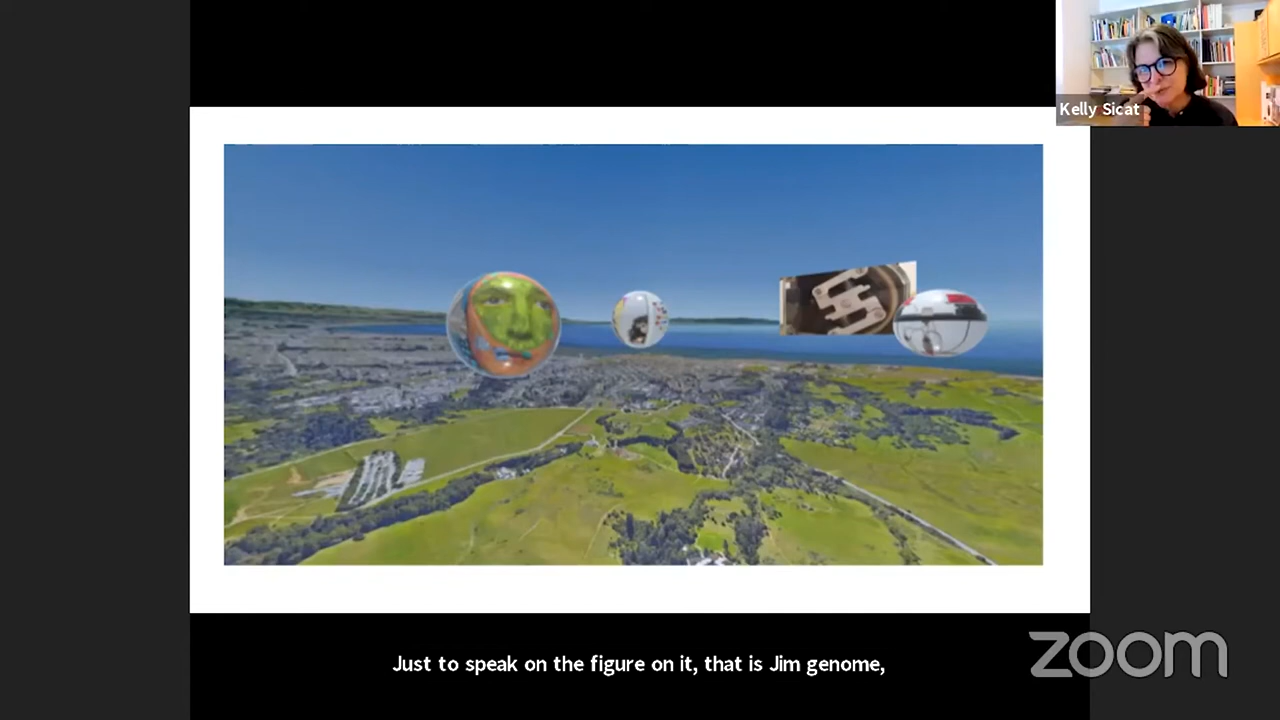 Kelly Sicat
Just to speak on the figure on it, that is Jim genome,
zoom